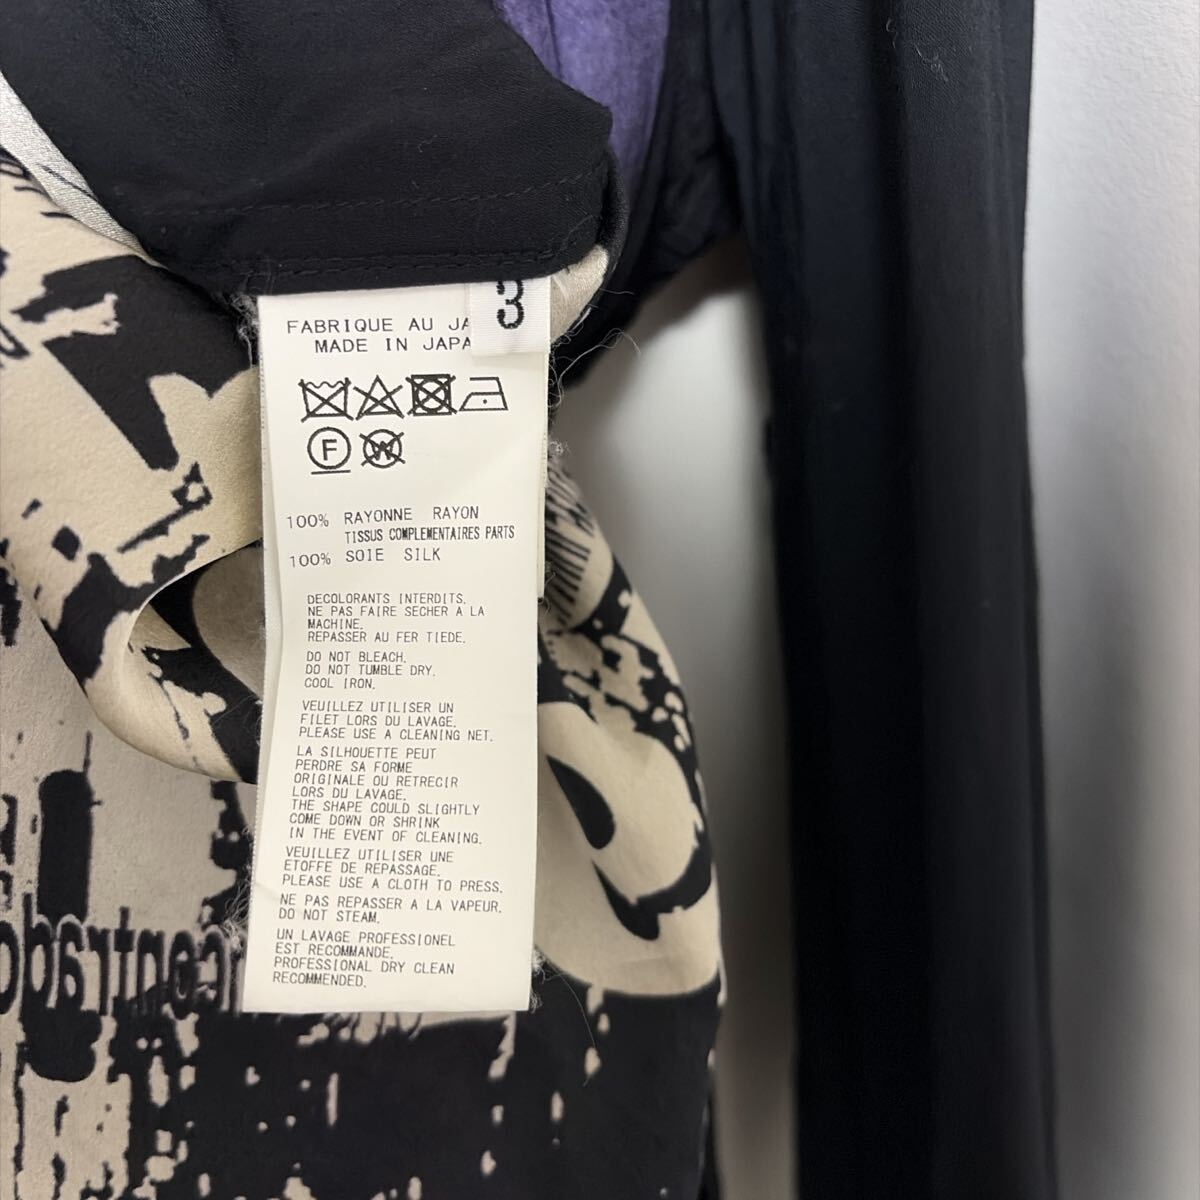 3
FABRIQUE AU JA
MADE IN JAPA
F
W
100% RAYONNE RAYON
TISSUS COMPLEMENTAIRES PARTS
100% SOIE SILK
DECOLORANTS INTERDITS.
NE PAS FAIRE SECHER A LA
MACHINE.
REPASSER AU FER TIEDE.
DO NOT BLEACH.
DO NOT TUMBLE DRY.
COOL IRON.
VEUILLEZ UTILISER UN
FILET LORS DU LAVAGE.
PLEASE USE A CLEANING NET.
LA SILHOUETTE PEUT
PERDRE SA FORME
ORIGINALE OU RETRECIR
LORS DU LAVAGE.
THE SHAPE COULD SLIGHTLY
COME DOWN OR SHRINK
IN THE EVENT OF CLEANING.
VEUILLEZ UTILISER UNE
ETOFFE DE REPASSAGE.
PLEASE USE A CLOTH TO PRESS.
NE PAS REPASSER A LA VAPEUR.
DO NOT STEAM.
UN LAVAGE PROFESSIONEL
EST RECOMMANDE.
PROFESSIONAL DRY CLEAN
RECOMMENDED.